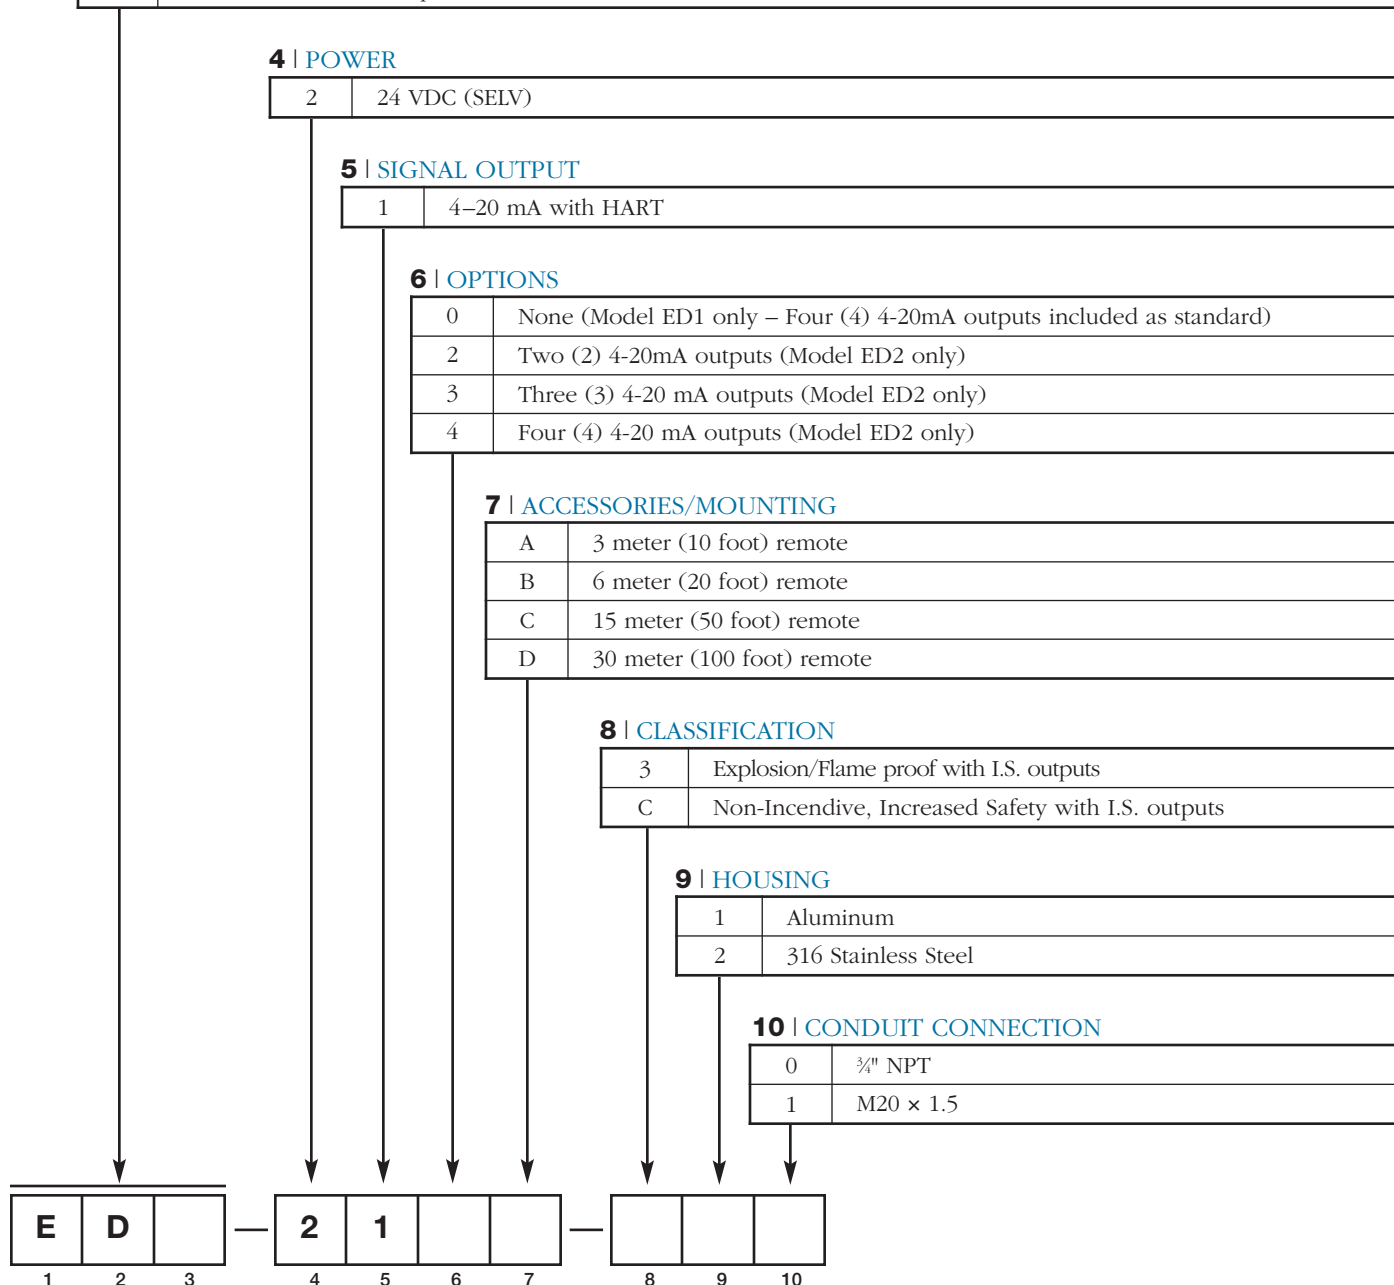 4 | POWER
2 24 VDC (SELV)
5 | SIGNAL OUTPUT
1 4–20 mA with HART
6 | OPTIONS
0 None (Model ED1 only – Four (4) 4-20mA outputs included as standard)
2 Two (2) 4-20mA outputs (Model ED2 only)
3 Three (3) 4-20 mA outputs (Model ED2 only)
4 Four (4) 4-20 mA outputs (Model ED2 only)
7 | ACCESSORIES/MOUNTING
A 3 meter (10 foot) remote
B 6 meter (20 foot) remote
C 15 meter (50 foot) remote
D 30 meter (100 foot) remote
8 | CLASSIFICATION
3 Explosion/Flame proof with I.S. outputs
C Non-Incendive, Increased Safety with I.S. outputs
9 | HOUSING
1 Aluminum
2 316 Stainless Steel
10 | CONDUIT CONNECTION
0 ¾" NPT
1 M20 × 1.5
E D — 2 1 —
1 2 3 4 5 6 7 8 9 10